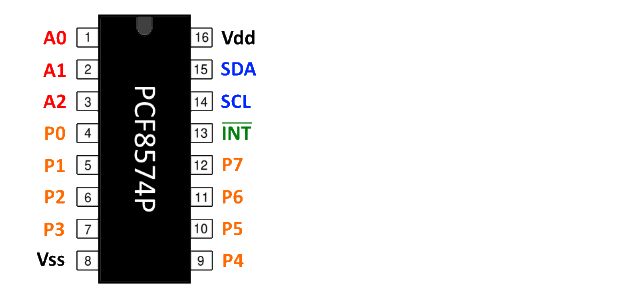 A0 1 16 Vdd
A1 2 15 SDA
A2 3 14 SCL
P0 4 13 INT
P1 5 12 P7
P2 6 11 P6
P3 7 10 P5
Vss 8 9 P4
PCF8574P